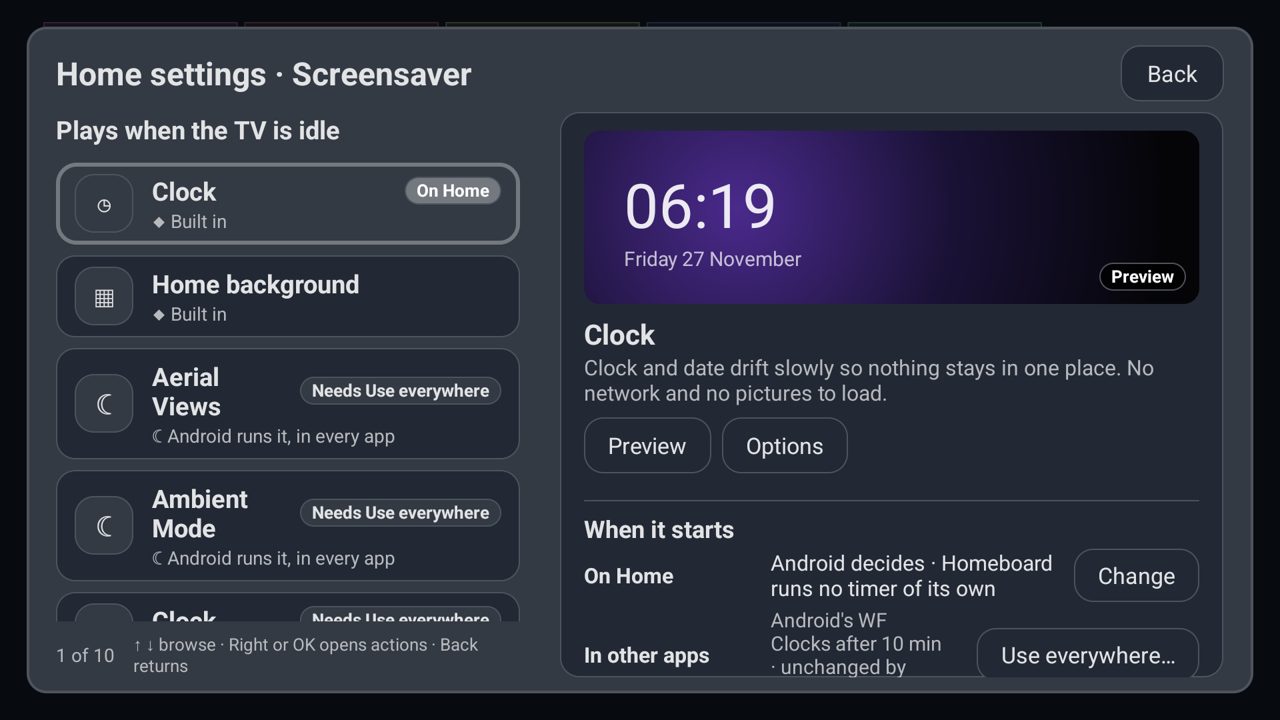 Home settings · Screensaver
Back
Plays when the TV is idle
Clock
On Home
◆ Built in
Home background
◆ Built in
Aerial
Views
Needs Use everywhere
☾ Android runs it, in every app
Ambient
Mode
Needs Use everywhere
☾ Android runs it, in every app
Clock
Needs Use everywhere
1 of 10
↑ ↓ browse · Right or OK opens actions · Back
returns
06:19
Friday 27 November
Preview
Clock
Clock and date drift slowly so nothing stays in one place. No
network and no pictures to load.
Preview
Options
When it starts
On Home
Android decides · Homeboard
runs no timer of its own
Change
In other apps
Android's WF
Clocks after 10 min
· unchanged by
Use everywhere…